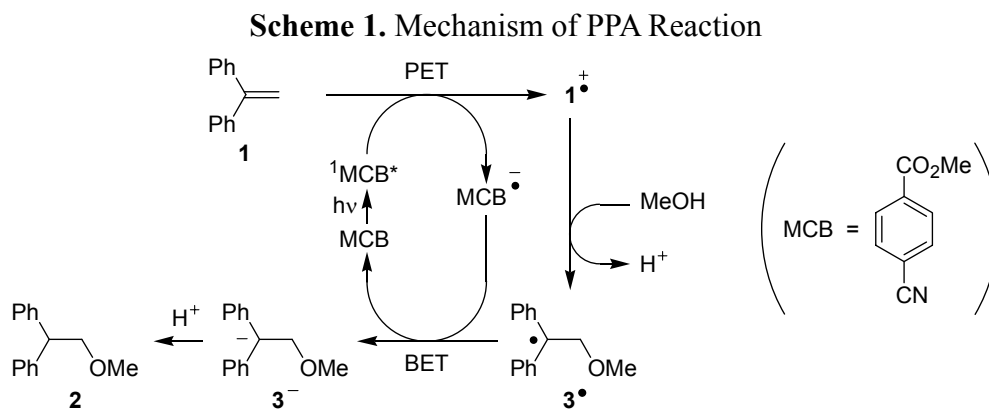 Scheme 1. Mechanism of PPA Reaction
Ph
Ph
1
PET
1•+
¹MCB*
hν
MCB
MCB•−
MeOH
H+
MCB =
CO2Me
CN
Ph
Ph
OMe
2
H+
Ph
−
Ph
OMe
3−
BET
Ph
•
Ph
OMe
3•